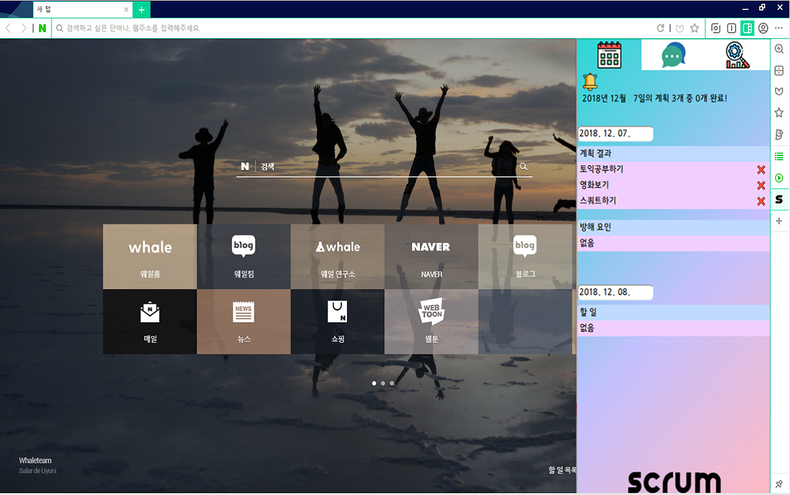 새 탭
N
검색하고 싶은 단어나, 웹주소를 입력해주세요.
N 검색
whale
blog
whale
NAVER
blog
웨일홈
웨일팀
웨일 연구소
NAVER
블로그
N
NEWS
N
WEB
TOON
메일
뉴스
쇼핑
웹툰
Whaleteam
Salar de Uyuni
할 일 목록
2018년 12월 7일의 계획 3개 중 0개 완료!
2018. 12. 07.
계획 결과
토익공부하기
영화보기
스쿼트하기
방해 요인
없음
2018. 12. 08.
할 일
없음
scrum
S